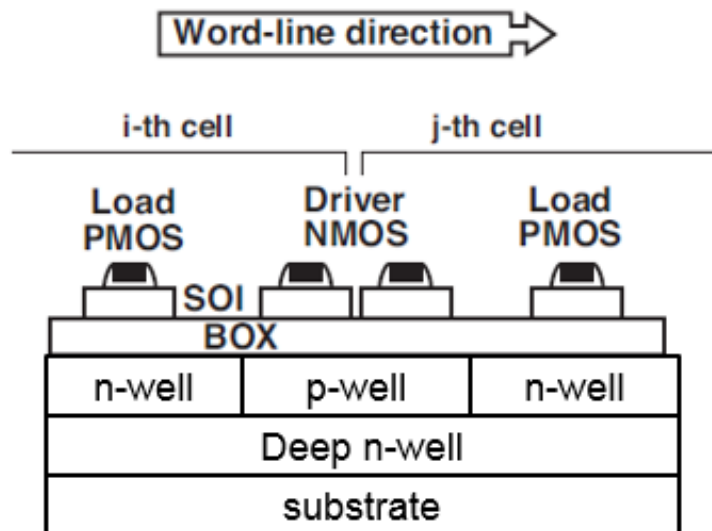 Word-line direction
i-th cell
j-th cell
Load
PMOS
Driver
NMOS
Load
PMOS
SOI
BOX
n-well
p-well
n-well
Deep n-well
substrate